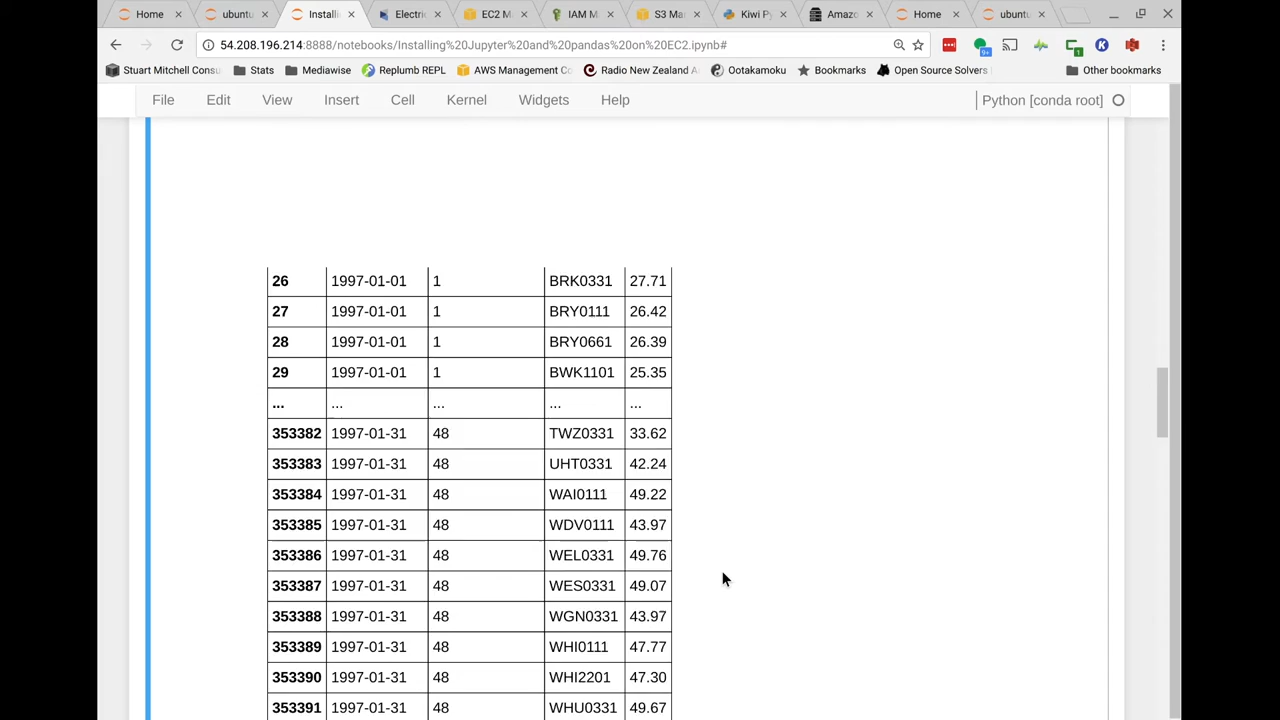 Home ubuntu Installi Electric EC2 M IAM M S3 Ma Kiwi Py Amazo Home ubuntu
54.208.196.214:8888/notebooks/Installing%20Jupyter%20and%20pandas%20on%20EC2.ipynb#
9+ 1
Stuart Mitchell Consu Stats Mediawise Replumb REPL AWS Management Co Radio New Zealand A Ootakamoku Bookmarks Open Source Solvers Other bookmarks
File Edit View Insert Cell Kernel Widgets Help Python [conda root]
26 1997-01-01 1 BRK0331 27.71
27 1997-01-01 1 BRY0111 26.42
28 1997-01-01 1 BRY0661 26.39
29 1997-01-01 1 BWK1101 25.35
... ... ... ... ...
353382 1997-01-31 48 TWZ0331 33.62
353383 1997-01-31 48 UHT0331 42.24
353384 1997-01-31 48 WAI0111 49.22
353385 1997-01-31 48 WDV0111 43.97
353386 1997-01-31 48 WEL0331 49.76
353387 1997-01-31 48 WES0331 49.07
353388 1997-01-31 48 WGN0331 43.97
353389 1997-01-31 48 WHI0111 47.77
353390 1997-01-31 48 WHI2201 47.30
353391 1997-01-31 48 WHU0331 49.67